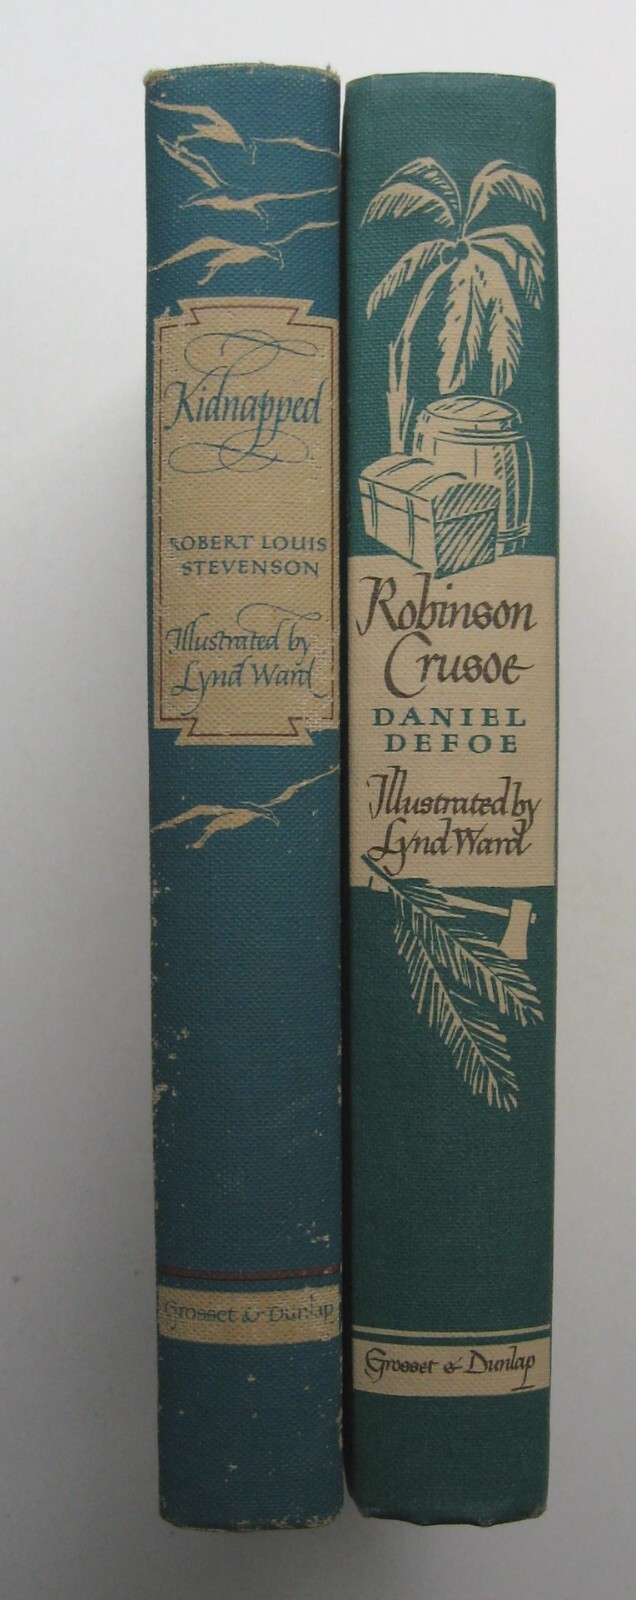 Kidnapped
ROBERT LOUIS
STEVENSON
Illustrated by
Lynd Ward
Grosset & Dunlap
Robinson
Crusoe
DANIEL
DEFOE
Illustrated by
Lynd Ward
Grosset & Dunlap